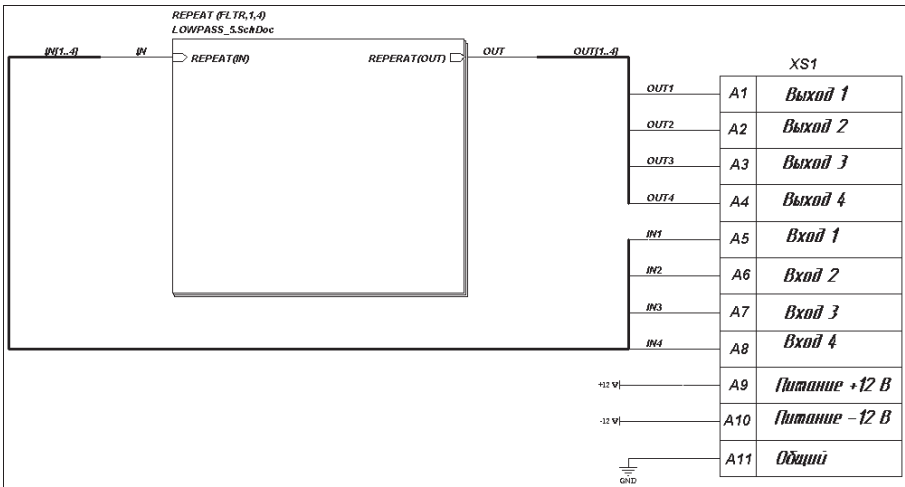 REPEAT (FLTR,1,4)
LOWPASS_5.SchDoc
IN[1..4]
IN
REPEAT(IN)
REPERAT(OUT)
OUT
OUT[1..4]
XS1
OUT1
A1
Выход 1
OUT2
A2
Выход 2
OUT3
A3
Выход 3
OUT4
A4
Выход 4
IN1
A5
Вход 1
IN2
A6
Вход 2
IN3
A7
Вход 3
IN4
A8
Вход 4
+12 V
A9
Питание +12 В
-12 V
A10
Питание -12 В
A11
Общий
GND